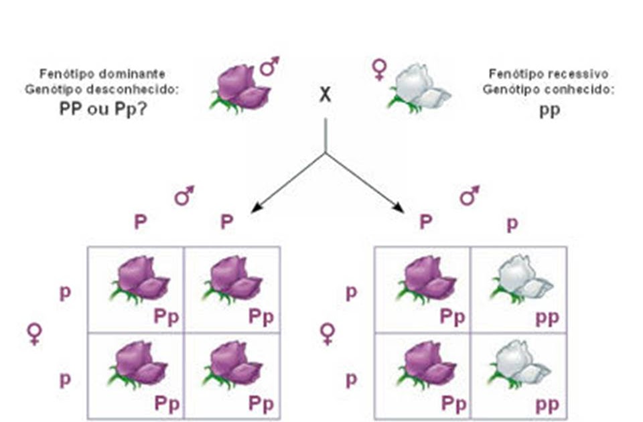 Fenótipo dominante
Genótipo desconhecido:
PP ou Pp?
♂
X
♀
Fenótipo recessivo
Genótipo conhecido:
pp
♂
P P
p Pp Pp
♀
p Pp Pp
♂
P p
p Pp pp
♀
p Pp pp